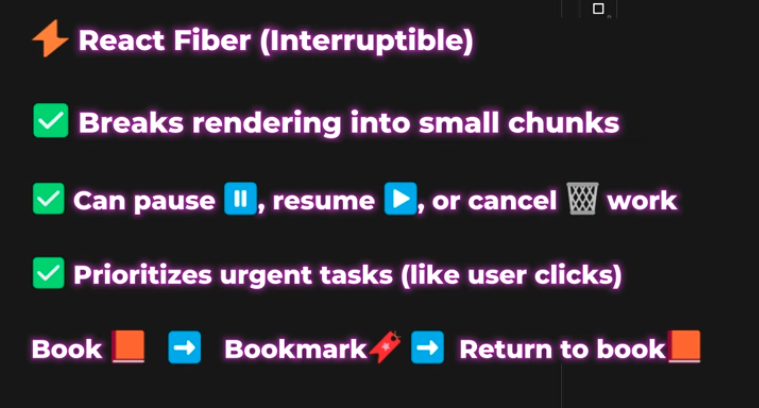 ⚡ React Fiber (Interruptible)
✅ Breaks rendering into small chunks
✅ Can pause ⏸, resume ▶, or cancel 🗑 work
✅ Prioritizes urgent tasks (like user clicks)
Book 📕 ➡ Bookmark🔖 ➡ Return to book📕